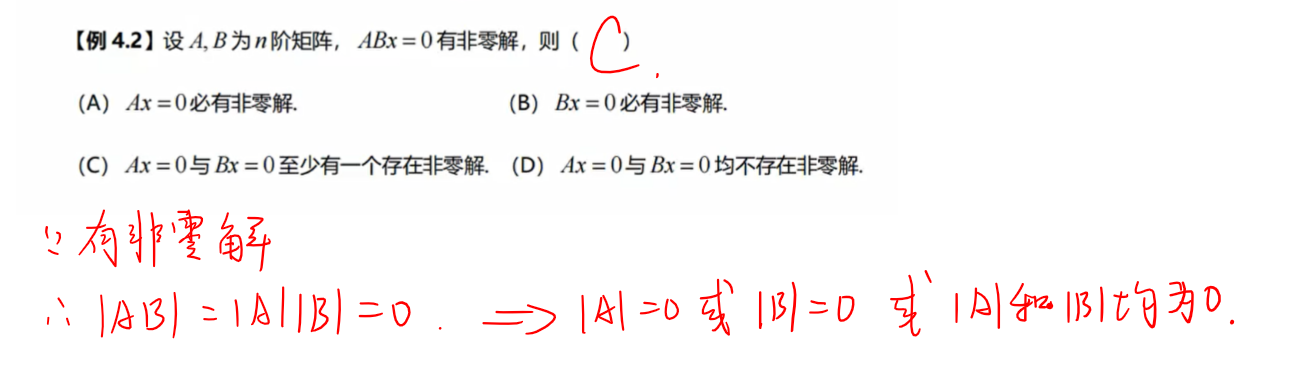 【例 4.2】设 A, B 为 n 阶矩阵， ABx = 0 有非零解，则（ C ）.
（A） Ax = 0 必有非零解. （B） Bx = 0 必有非零解.
（C） Ax = 0 与 Bx = 0 至少有一个存在非零解. （D） Ax = 0 与 Bx = 0 均不存在非零解.
∵ 有非零解
∴ |AB| = |A||B| = 0 . ⟹ |A| = 0 或 |B| = 0 或 |A| 和 |B| 均为 0.